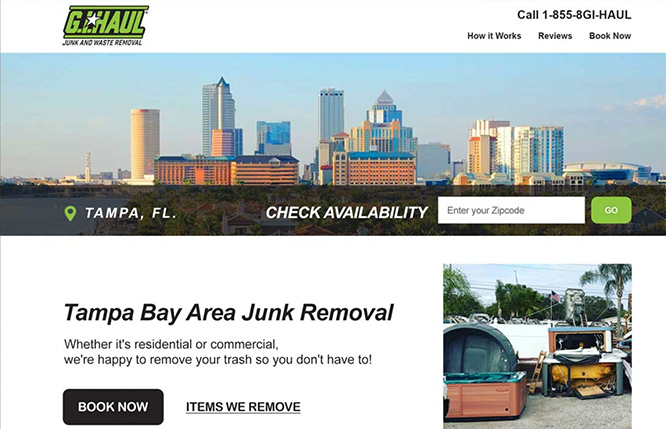 G.I.HAUL
JUNK AND WASTE REMOVAL
Call 1-855-8GI-HAUL
How it Works Reviews Book Now
TAMPA, FL. CHECK AVAILABILITY Enter your Zipcode GO
Tampa Bay Area Junk Removal
Whether it's residential or commercial,
we're happy to remove your trash so you don't have to!
BOOK NOW ITEMS WE REMOVE